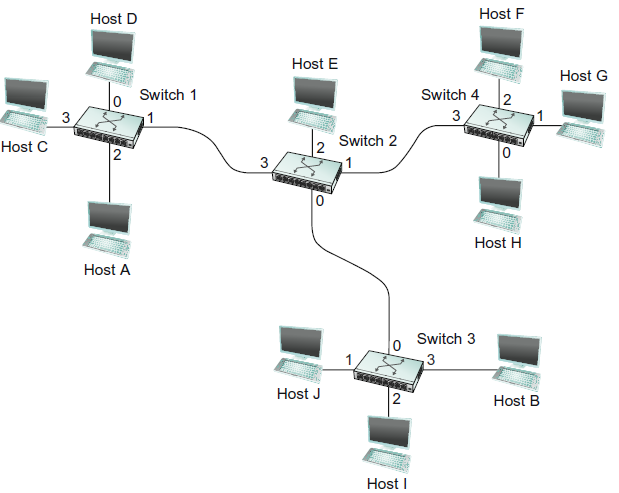 Host D
Host F
Host E
Host G
0
Switch 1
Switch 4
2
3
1
3
1
Host C
2
Switch 2
0
2
3
1
0
Host H
Host A
0
Switch 3
1
3
Host J
2
Host B
Host I